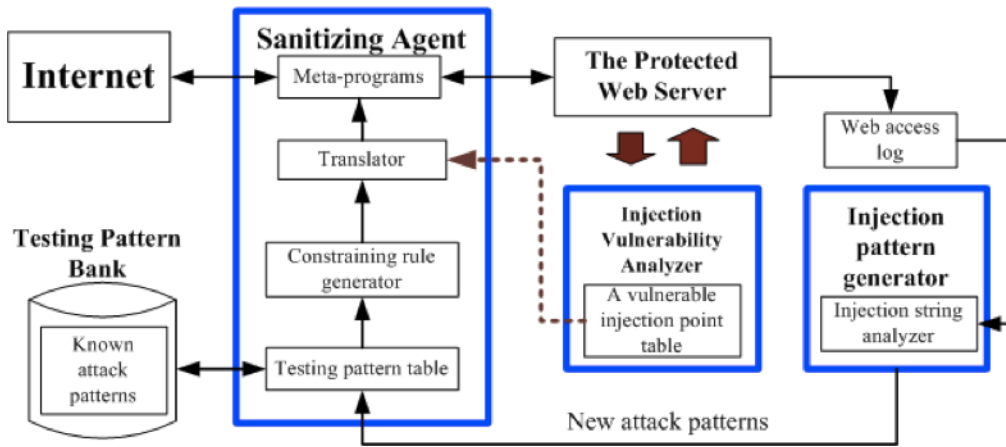 Internet
Sanitizing Agent
Meta-programs
Translator
Constraining rule
generator
Testing pattern table
Testing Pattern
Bank
Known
attack
patterns
The Protected
Web Server
Web access
log
Injection
Vulnerability
Analyzer
A vulnerable
injection point
table
Injection
pattern
generator
Injection string
analyzer
New attack patterns